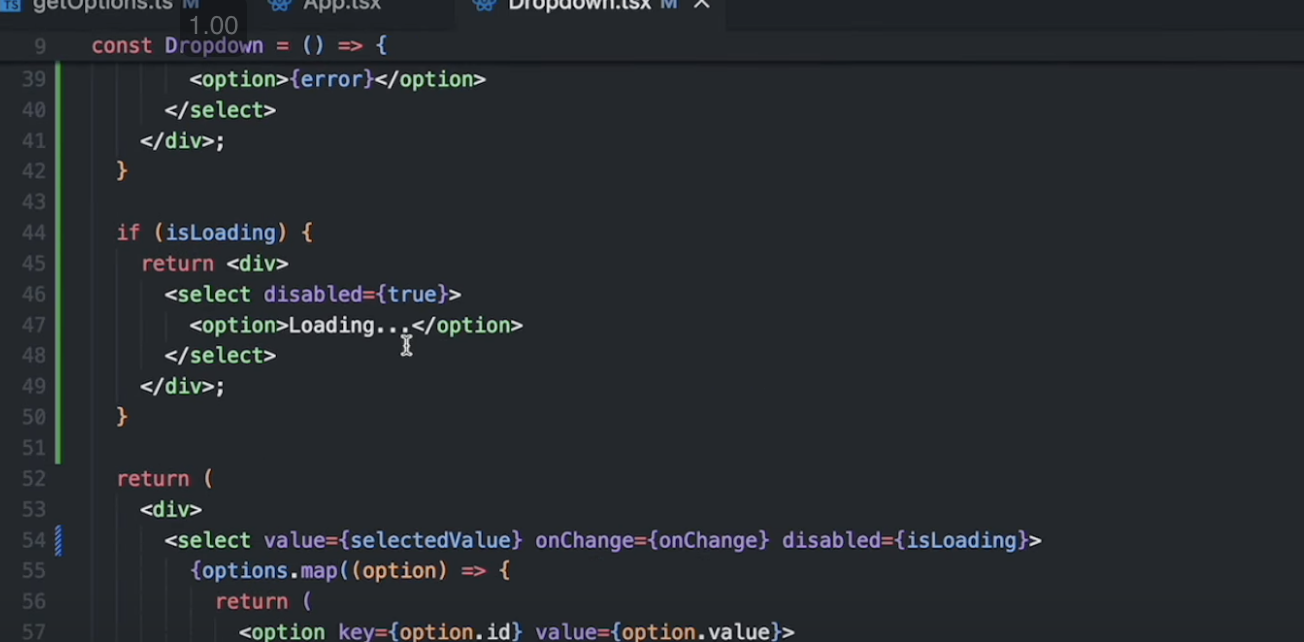 getOptions.ts M App.tsx Dropdown.tsx M
1.00
9 const Dropdown = () => {
39 <option>{error}</option>
40 </select>
41 </div>;
42 }
43
44 if (isLoading) {
45 return <div>
46 <select disabled={true}>
47 <option>Loading...</option>
48 </select>
49 </div>;
50 }
51
52 return (
53 <div>
54 <select value={selectedValue} onChange={onChange} disabled={isLoading}>
55 {options.map((option) => {
56 return (
57 <option key={option.id} value={option.value}>